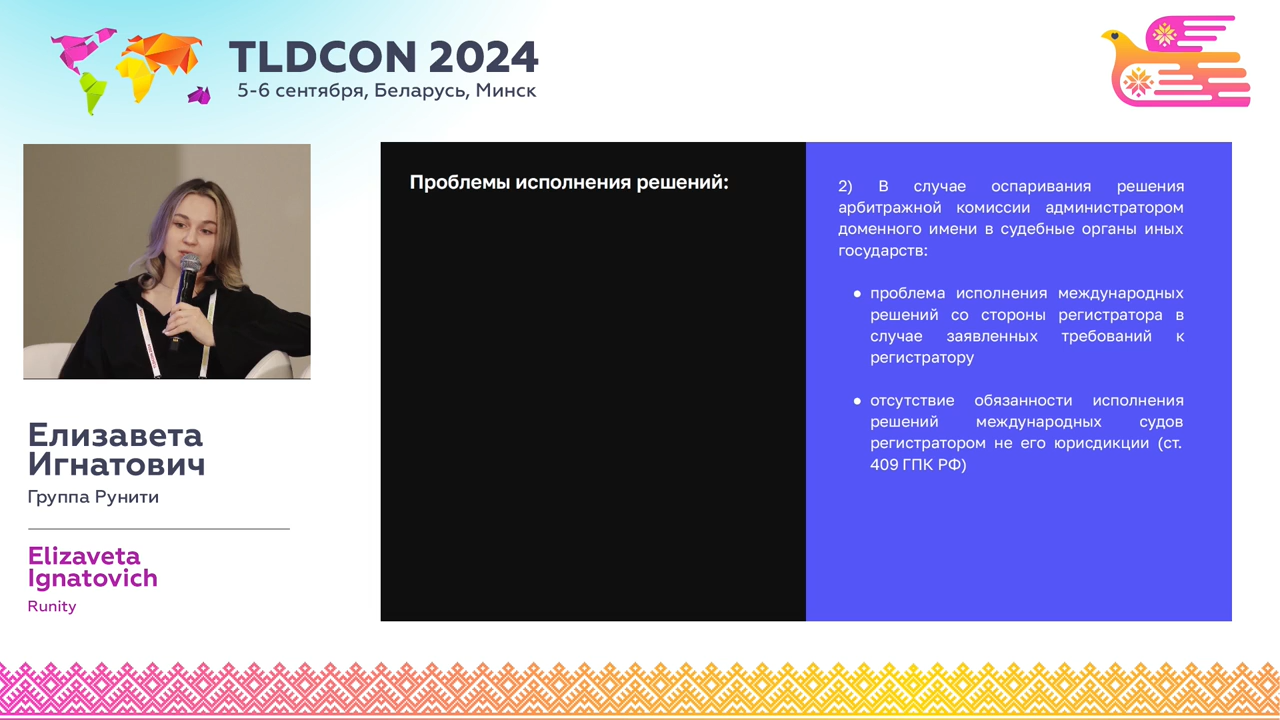 TLDCON 2024
5-6 сентября, Беларусь, Минск
Елизавета
Игнатович
Группа Рунити
Elizaveta
Ignatovich
Runity
Проблемы исполнения решений:
2) В случае оспаривания решения
арбитражной комиссии администратором
доменного имени в судебные органы иных
государств:
● проблема исполнения международных
решений со стороны регистратора в
случае заявленных требований к
регистратору
● отсутствие обязанности исполнения
решений международных судов
регистратором не его юрисдикции (ст.
409 ГПК РФ)